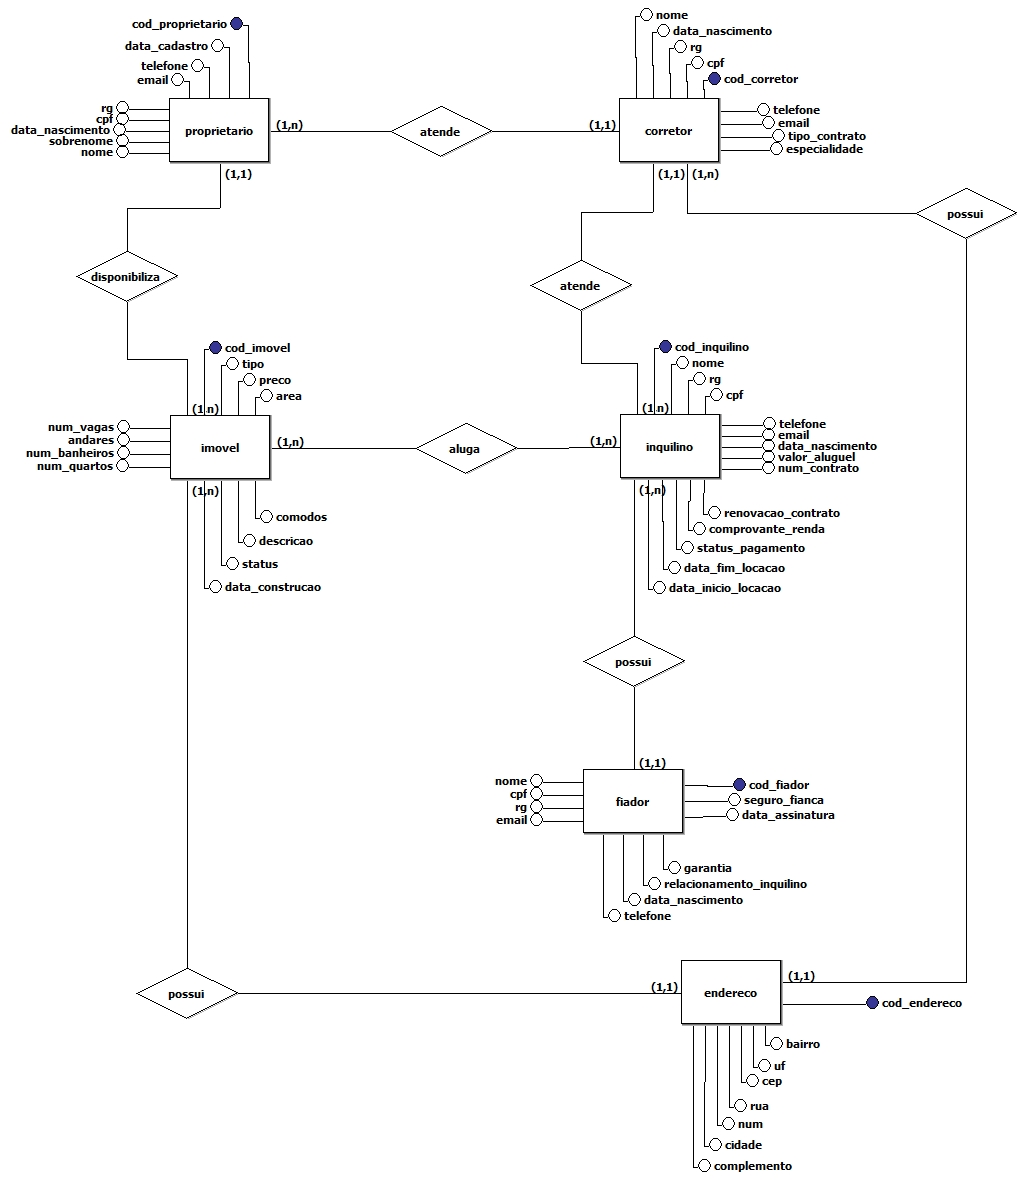 cod_proprietario
data_cadastro
telefone
email
rg
cpf
data_nascimento
sobrenome
nome
proprietario
(1,n)
atende
(1,1)
nome
data_nascimento
rg
cpf
cod_corretor
corretor
telefone
email
tipo_contrato
especialidade
(1,1)
(1,1)
(1,n)
possui
disponibiliza
atende
cod_imovel
tipo
preco
area
(1,n)
num_vagas
andares
num_banheiros
num_quartos
imovel
(1,n)
aluga
(1,n)
cod_inquilino
nome
rg
cpf
(1,n)
inquilino
telefone
email
data_nascimento
valor_aluguel
num_contrato
(1,n)
comodos
descricao
status
data_construcao
(1,n)
renovacao_contrato
comprovante_renda
status_pagamento
data_fim_locacao
data_inicio_locacao
possui
(1,1)
nome
cpf
rg
email
fiador
cod_fiador
seguro_fianca
data_assinatura
garantia
relacionamento_inquilino
data_nascimento
telefone
possui
(1,1)
endereco
(1,1)
cod_endereco
bairro
uf
cep
rua
num
cidade
complemento